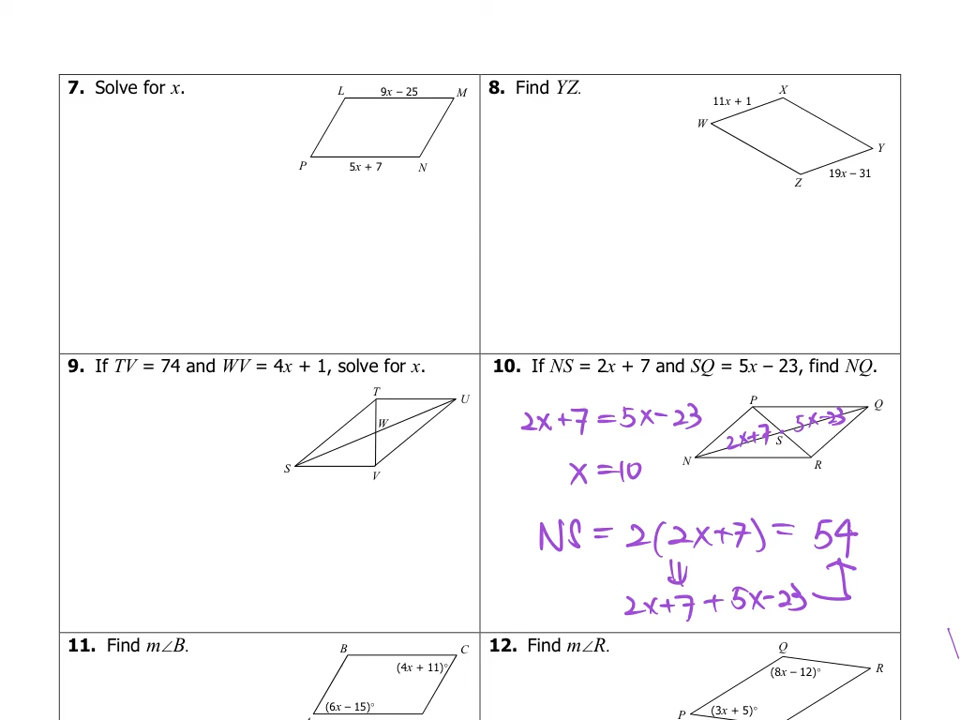 7. Solve for x.
L
9x – 25
M
P
5x + 7
N
8. Find YZ.
X
11x + 1
W
Y
19x – 31
Z
9. If TV = 74 and WV = 4x + 1, solve for x.
T
U
W
S
V
10. If NS = 2x + 7 and SQ = 5x – 23, find NQ.
P
Q
2x+7
5x-23
S
N
R
2x+7 = 5x-23
x = 10
NS = 2(2x+7) = 54
2x+7 + 5x-23
11. Find m∠B.
B
C
(4x + 11)°
(6x – 15)°
12. Find m∠R.
Q
R
(8x – 12)°
P
(3x + 5)°